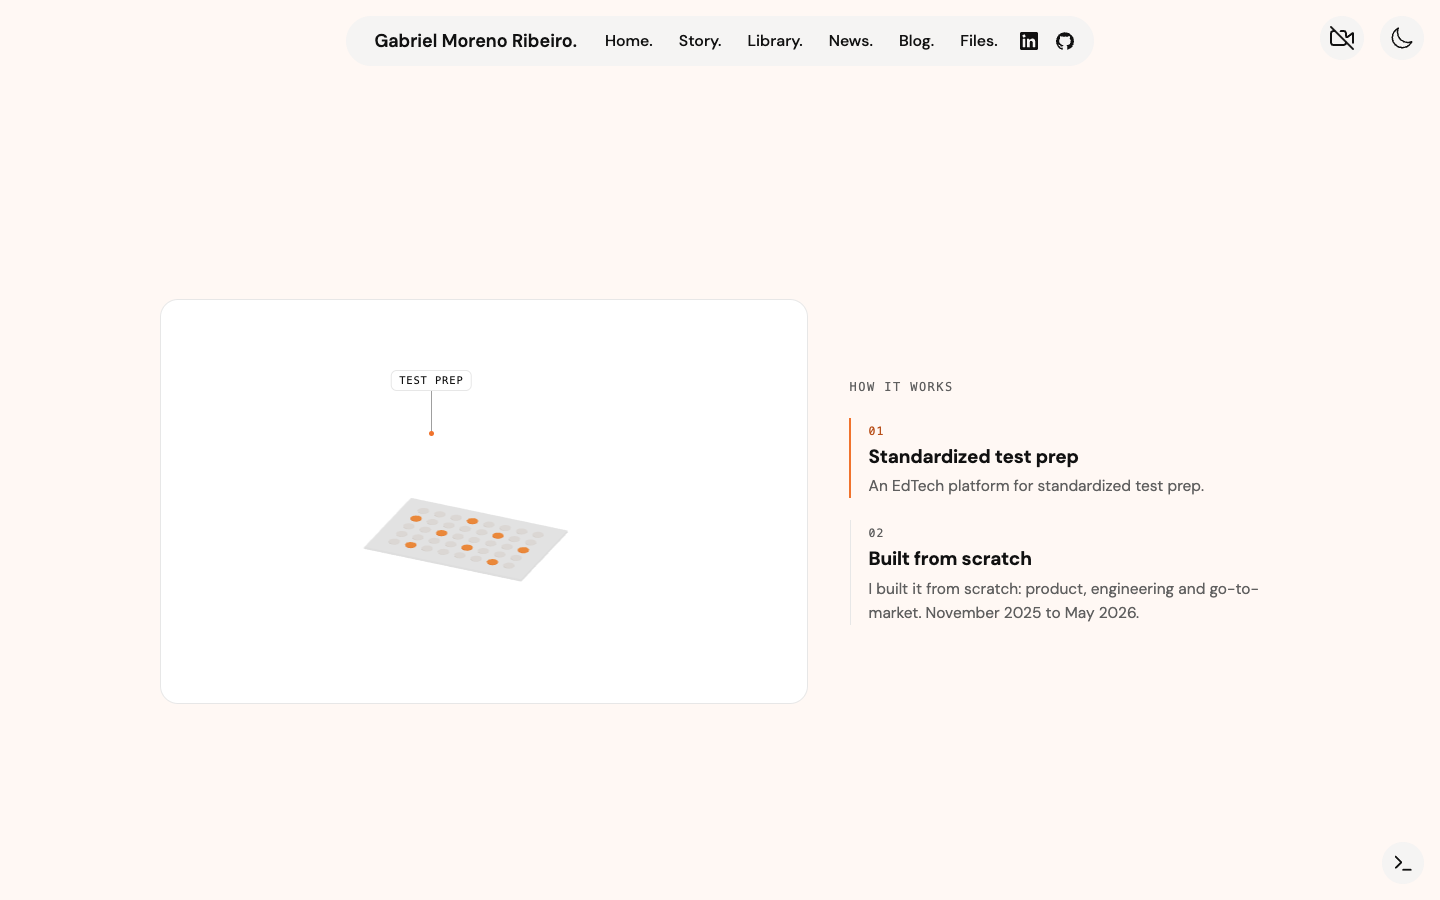 Gabriel Moreno Ribeiro. Home. Story. Library. News. Blog. Files.
TEST PREP
HOW IT WORKS
01
Standardized test prep
An EdTech platform for standardized test prep.
02
Built from scratch
I built it from scratch: product, engineering and go-to-
market. November 2025 to May 2026.